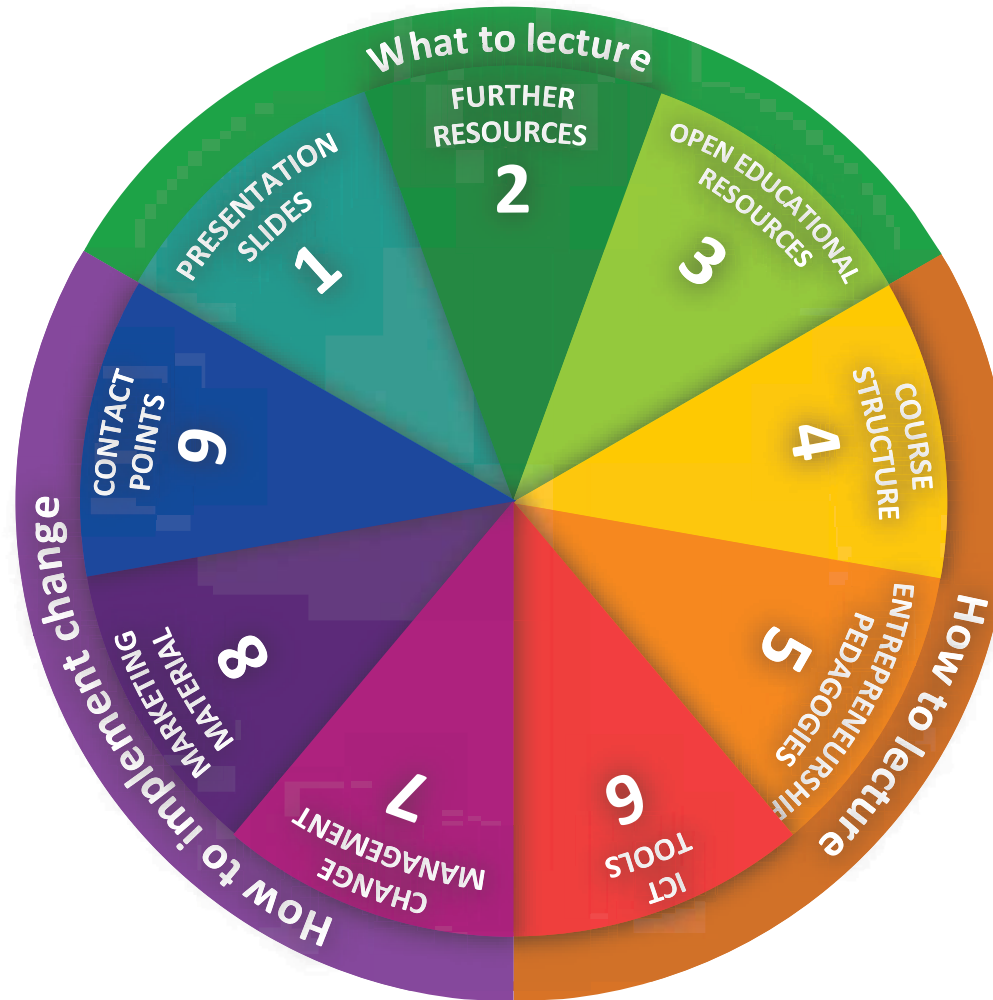 What to lecture
PRESENTATION
SLIDES
1
FURTHER
RESOURCES
2
OPEN EDUCATIONAL
RESOURCES
3
How to lecture
COURSE
STRUCTURE
4
ENTREPRENEURSHIP
PEDAGOGIES
5
ICT
TOOLS
6
How to implement change
CHANGE
MANAGEMENT
7
MARKETING
MATERIAL
8
CONTACT
POINTS
9